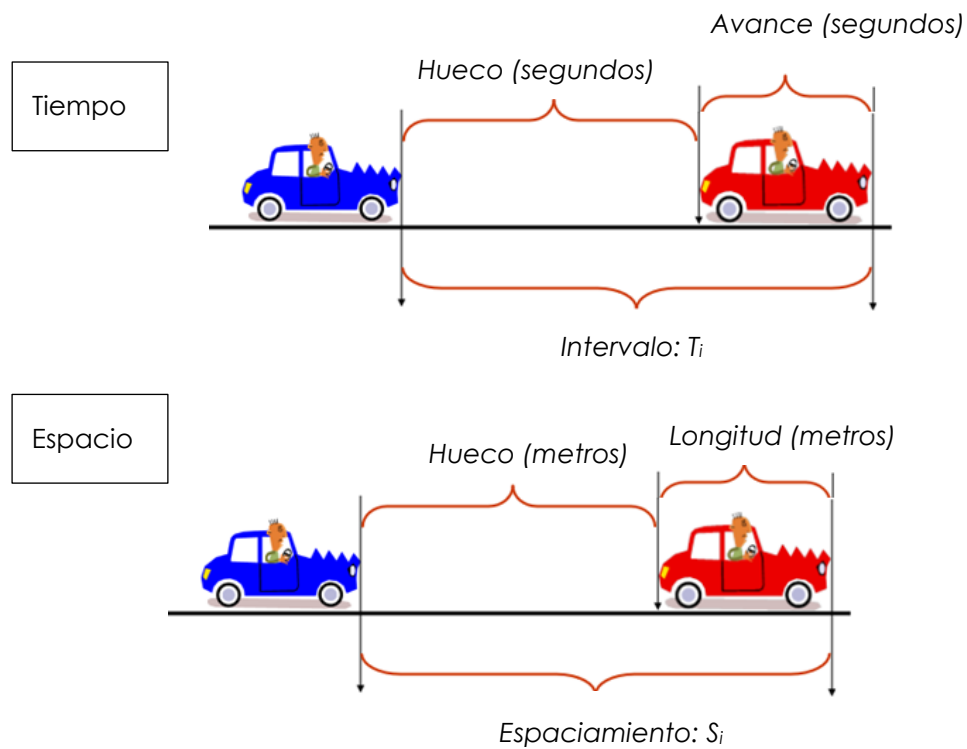 Avance (segundos)
Hueco (segundos)
Tiempo
Intervalo: Ti
Espacio
Longitud (metros)
Hueco (metros)
Espaciamiento: Si